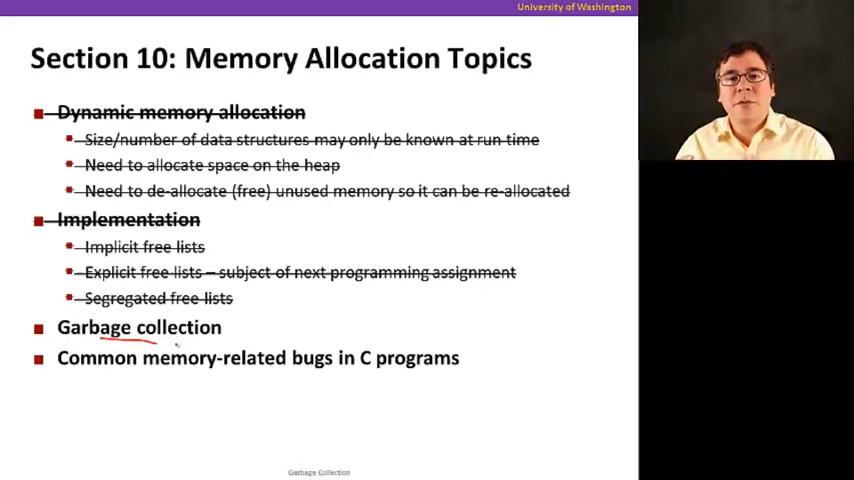 University of Washington
Section 10: Memory Allocation Topics
Dynamic memory allocation
Size/number of data structures may only be known at run time
Need to allocate space on the heap
Need to de-allocate (free) unused memory so it can be re-allocated
Implementation
Implicit free lists
Explicit free lists – subject of next programming assignment
Segregated free lists
Garbage collection
Common memory-related bugs in C programs
Garbage Collection